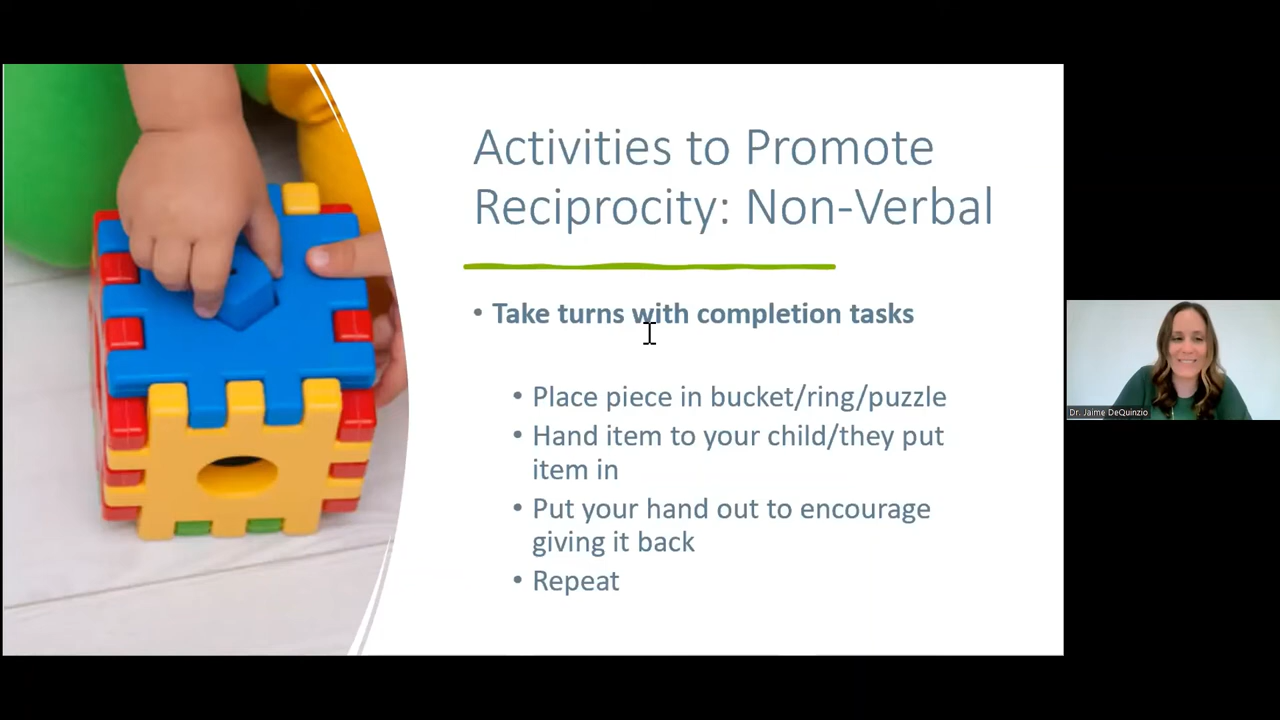 Activities to Promote
Reciprocity: Non-Verbal
• Take turns with completion tasks
• Place piece in bucket/ring/puzzle
• Hand item to your child/they put
item in
• Put your hand out to encourage
giving it back
• Repeat
Dr. Jaime DeQuinzio